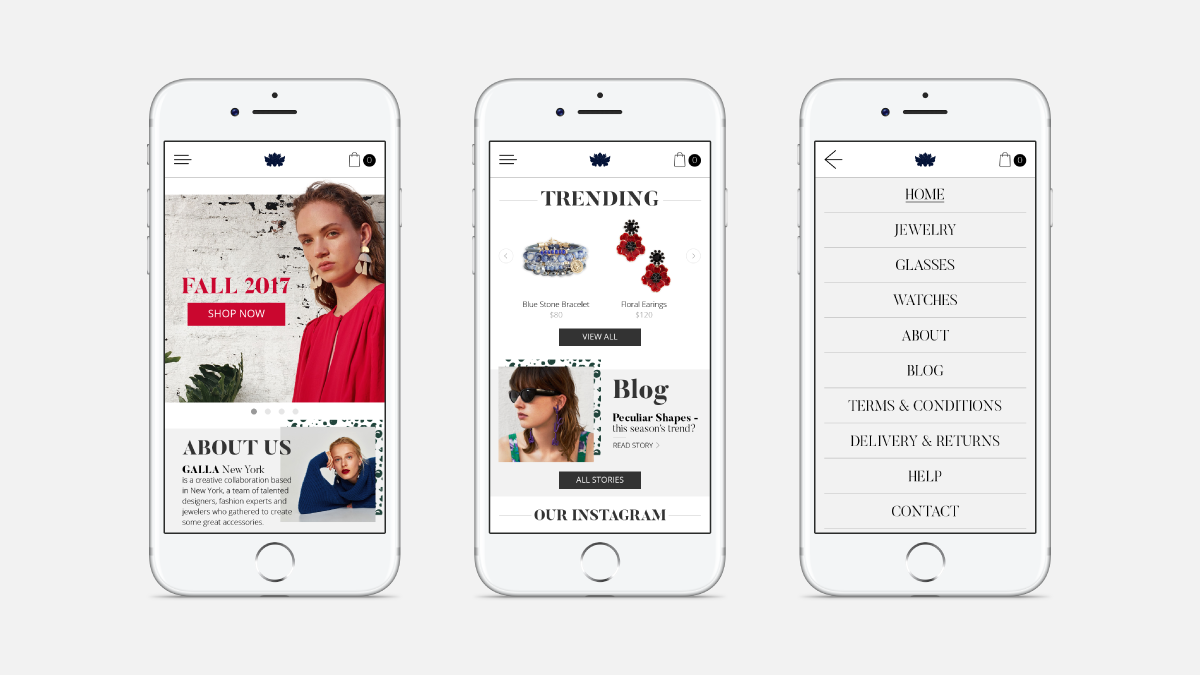 0
FALL 2017
SHOP NOW
ABOUT US
GALLA New York
is a creative collaboration based
in New York, a team of talented
designers, fashion experts and
jewelers who gathered to create
some great accessories.
0
TRENDING
Blue Stone Bracelet
$80
Floral Earings
$120
VIEW ALL
Blog
Peculiar Shapes -
this season's trend?
READ STORY >
ALL STORIES
OUR INSTAGRAM
0
HOME
JEWELRY
GLASSES
WATCHES
ABOUT
BLOG
TERMS & CONDITIONS
DELIVERY & RETURNS
HELP
CONTACT